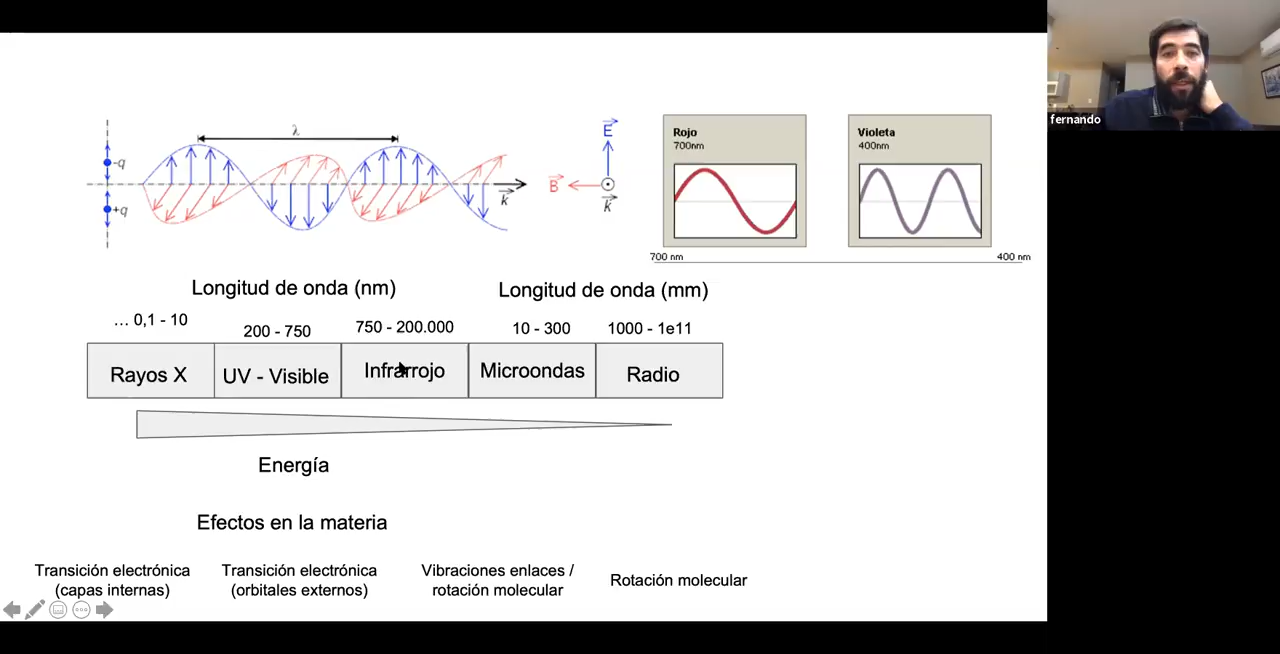 fernando
λ
-q
+q
k
E
B
k
Rojo
700nm
Violeta
400nm
700 nm
400 nm
Longitud de onda (nm)
Longitud de onda (mm)
... 0,1 - 10
200 - 750
750 - 200.000
10 - 300
1000 - 1e11
Rayos X
UV - Visible
Infrarrojo
Microondas
Radio
Energía
Efectos en la materia
Transición electrónica
(capas internas)
Transición electrónica
(orbitales externos)
Vibraciones enlaces /
rotación molecular
Rotación molecular